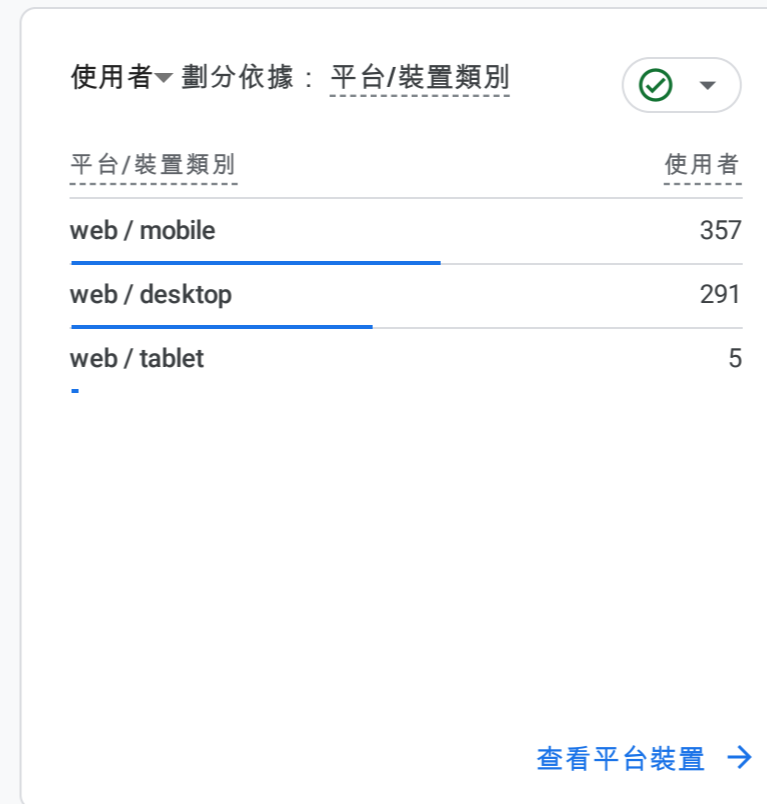 使用者 劃分依據： 平台/裝置類別
平台/裝置類別 使用者
web / mobile 357
web / desktop 291
web / tablet 5
查看平台裝置 →